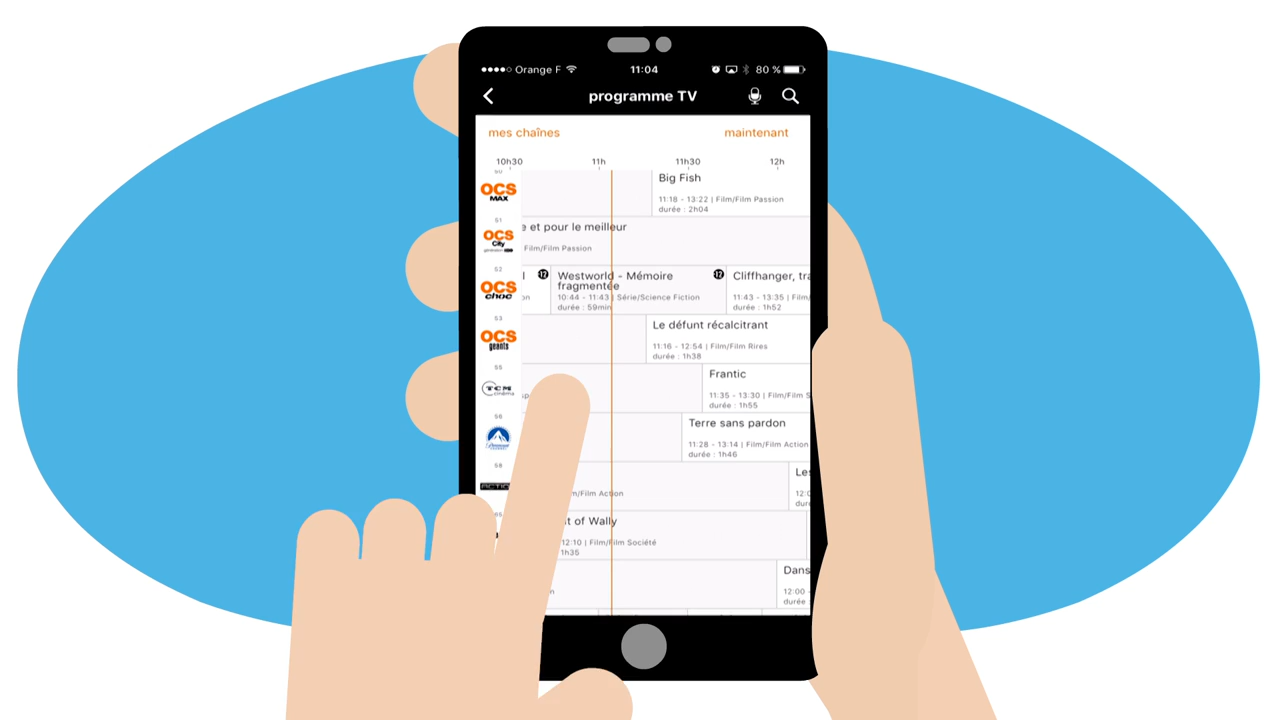 Orange F 11:04 80 %
programme TV
mes chaînes maintenant
10h30 11h 11h30 12h
OCS
MAX
Big Fish
11:18 - 13:22 | Film/Film Passion
durée : 2h04
51
OCS
City
e et pour le meilleur
Film/Film Passion
52
OCS
choc
12
Westworld - Mémoire
fragmentée
10:44 - 11:43 | Série/Science Fiction
durée : 59min
12
Cliffhanger, tra
11:43 - 13:35 | Film/
durée : 1h52
53
OCS
géants
Le défunt récalcitrant
11:16 - 12:54 | Film/Film Rires
durée : 1h38
55
TCM
cinéma
Frantic
11:35 - 13:30 | Film/Film S
durée : 1h55
56
Terre sans pardon
11:28 - 13:14 | Film/Film Action
durée : 1h46
58
m/Film Action
Les
12:0
duré
t of Wally
12:10 | Film/Film Société
1h35
Dans
12:00 -
durée :